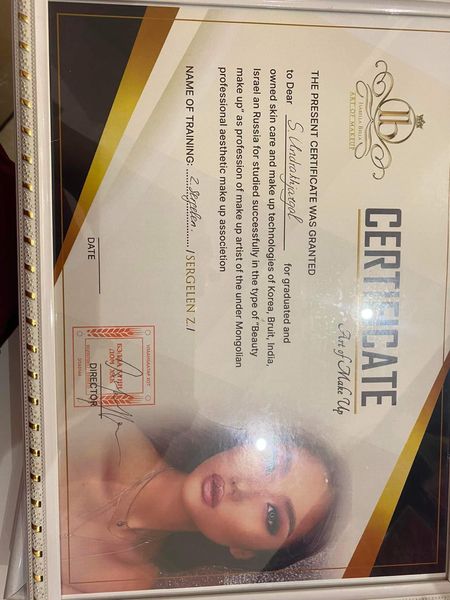 ISABELLA BELLA
ART OF MAKEUP
CERTIFICATE
Art of Make Up
THE PRESENT CERTIFICATE WAS GRANTED
to Dear for graduated and
owned skin care and make up technologies of Korea, Bruil, India,
Israel an Russia for studied successfully in the type of "Beauty
make up" as profession of make up artist of the under Mongolian
professional aesthetic make up association
NAME OF TRAINING: Z. Sergelen /SERGELEN Z./
DATE
DIRECTOR